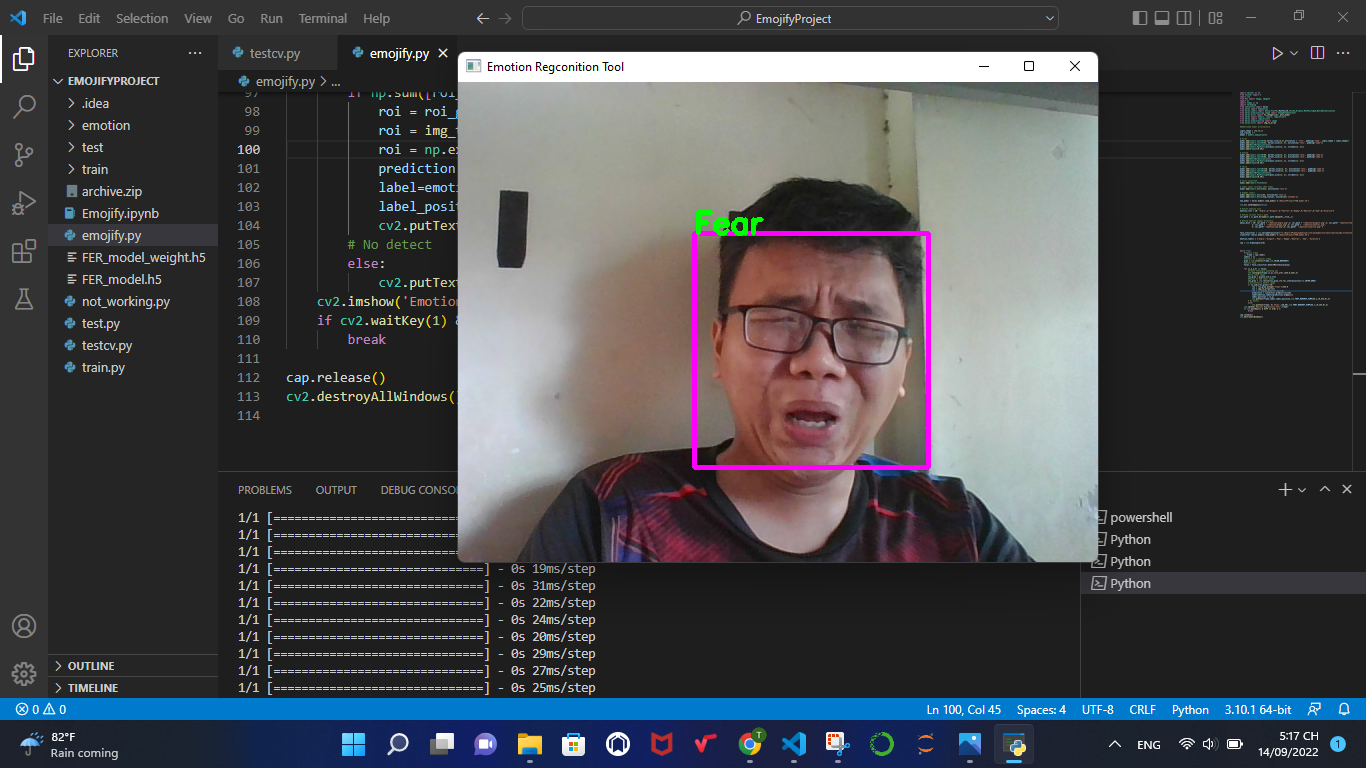 File Edit Selection View Go Run Terminal Help
EmojifyProject
EXPLORER
EMOJIFYPROJECT
.idea
emotion
test
train
archive.zip
Emojify.ipynb
emojify.py
FER_model_weight.h5
FER_model.h5
not_working.py
test.py
testcv.py
train.py
OUTLINE
TIMELINE
testcv.py emojify.py
emojify.py > ...
97 if np.sum([roi_
98 roi = roi_
99 roi = img_
100 roi = np.ex
101 prediction
102 label=emoti
103 label_posit
104 cv2.putText
105 # No detect
106 else:
107 cv2.putText
108 cv2.imshow('Emotion
109 if cv2.waitKey(1) &
110 break
111
112 cap.release()
113 cv2.destroyAllWindows()
114
Emotion Regconition Tool
Fear
PROBLEMS OUTPUT DEBUG CONSO
1/1 [==============================
1/1 [==============================
1/1 [==============================
1/1 [==============================] - 0s 19ms/step
1/1 [==============================] - 0s 31ms/step
1/1 [==============================] - 0s 22ms/step
1/1 [==============================] - 0s 24ms/step
1/1 [==============================] - 0s 20ms/step
1/1 [==============================] - 0s 29ms/step
1/1 [==============================] - 0s 27ms/step
1/1 [==============================] - 0s 25ms/step
powershell
Python
Python
Python
0 0 Ln 100, Col 45 Spaces: 4 UTF-8 CRLF Python 3.10.1 64-bit
82°F
Rain coming
T
ENG
5:17 CH
14/09/2022
1